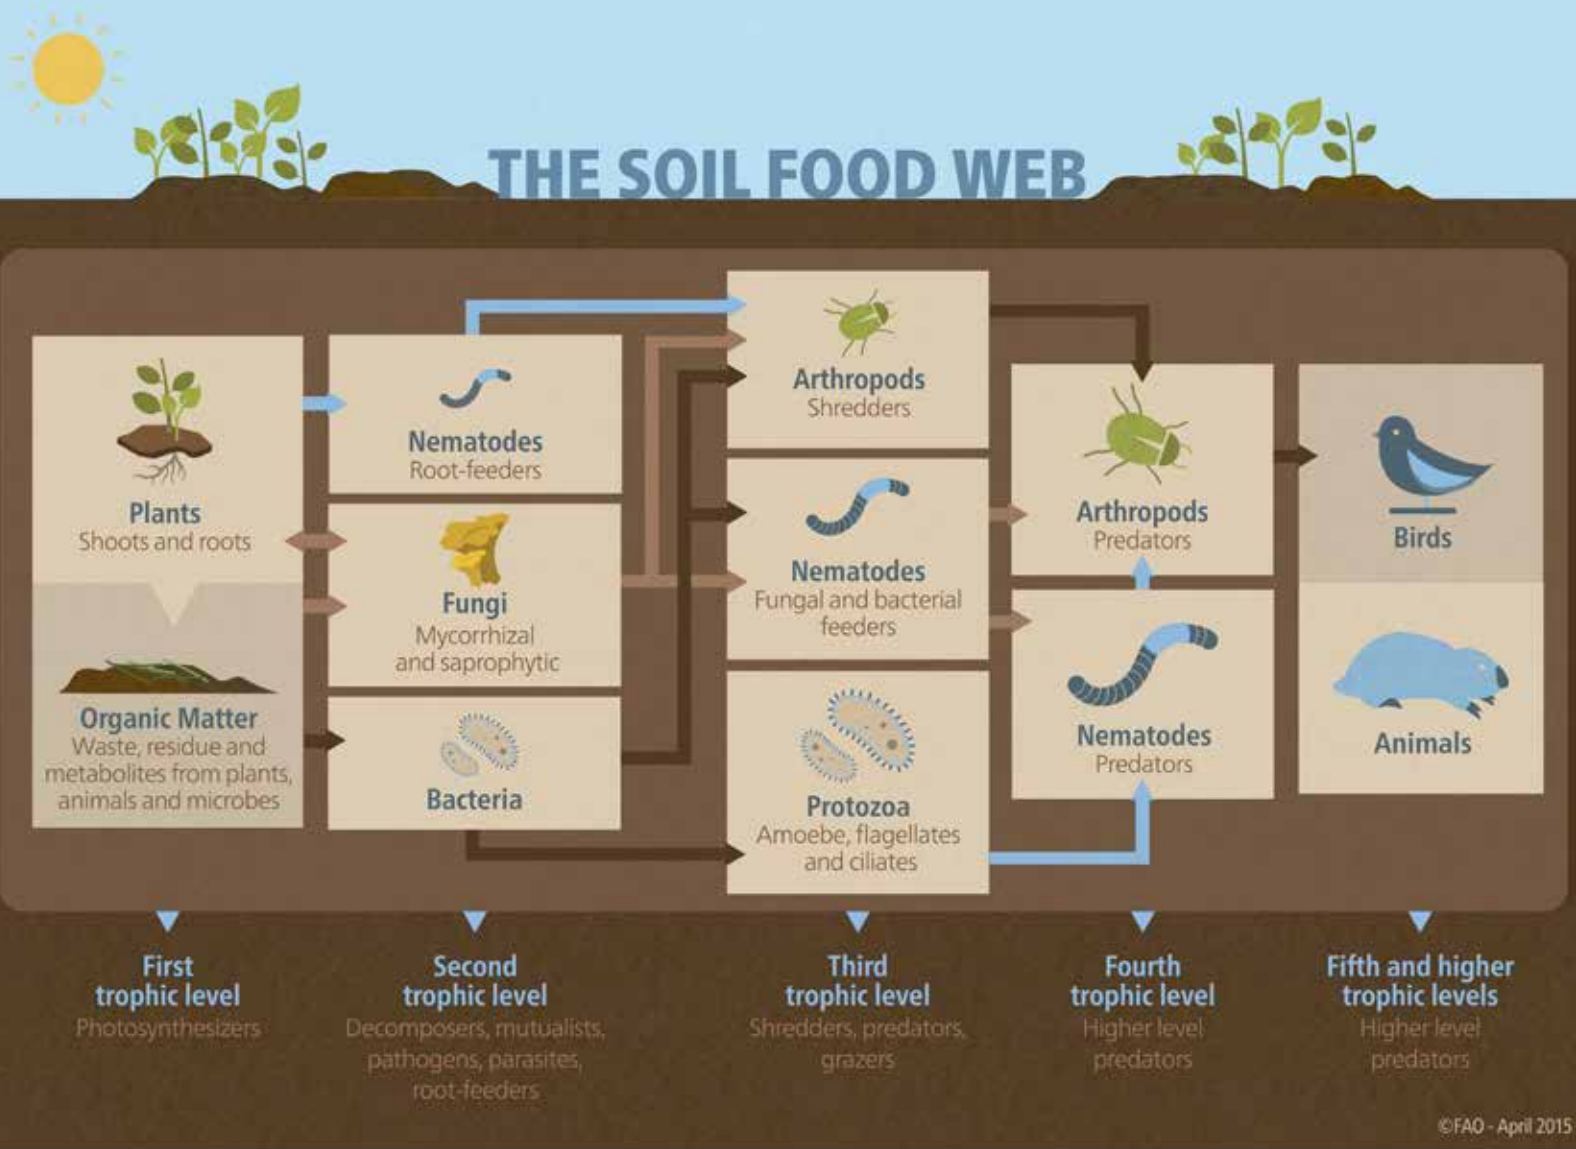 THE SOIL FOOD WEB
Plants
Shoots and roots
Organic Matter
Waste, residue and
metabolites from plants,
animals and microbes
Nematodes
Root-feeders
Fungi
Mycorrhizal
and saprophytic
Bacteria
Arthropods
Shredders
Nematodes
Fungal and bacterial
feeders
Protozoa
Amoebe, flagellates
and ciliates
Arthropods
Predators
Nematodes
Predators
Birds
Animals
First
trophic level
Photosynthesizers
Second
trophic level
Decomposers, mutualists,
pathogens, parasites,
root-feeders
Third
trophic level
Shredders, predators,
grazers
Fourth
trophic level
Higher level
predators
Fifth and higher
trophic levels
Higher level
predators
©FAO - April 2015